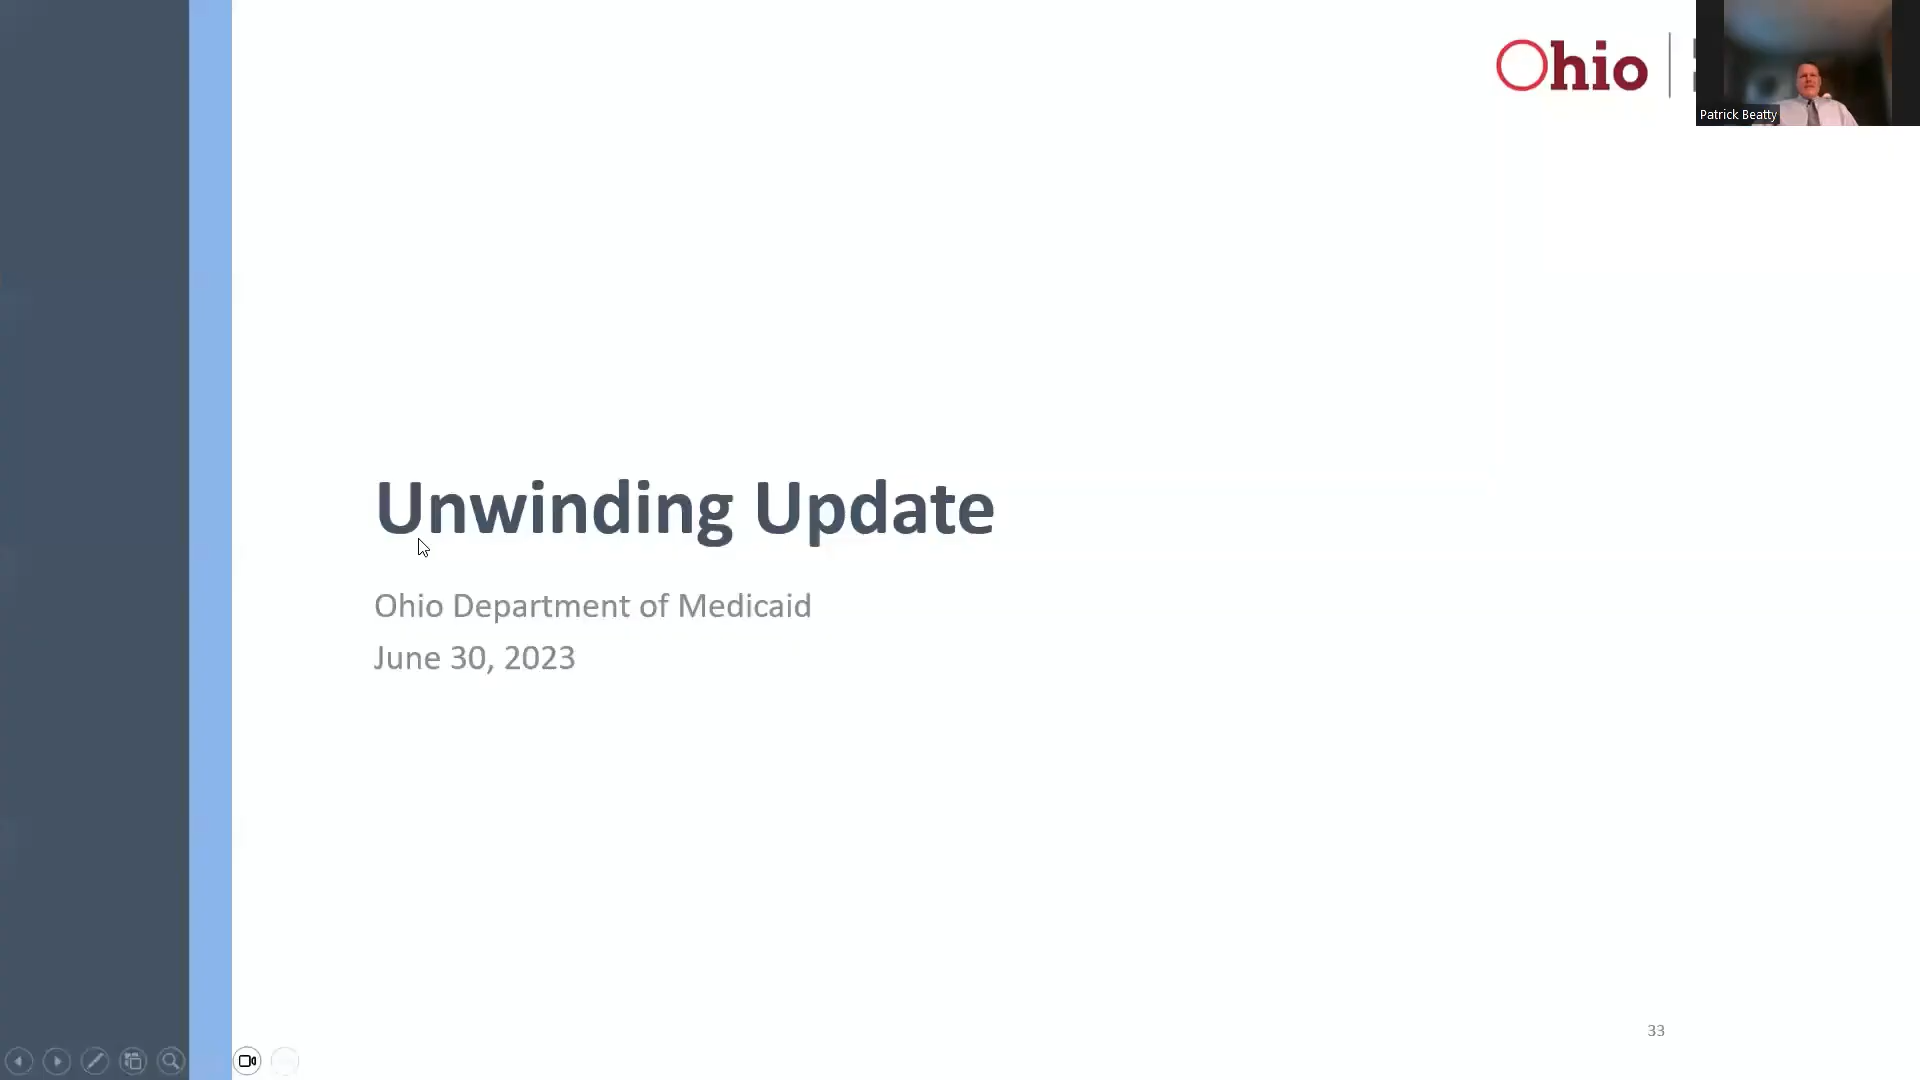 Ohio
Patrick Beatty
Unwinding Update
Ohio Department of Medicaid
June 30, 2023
33